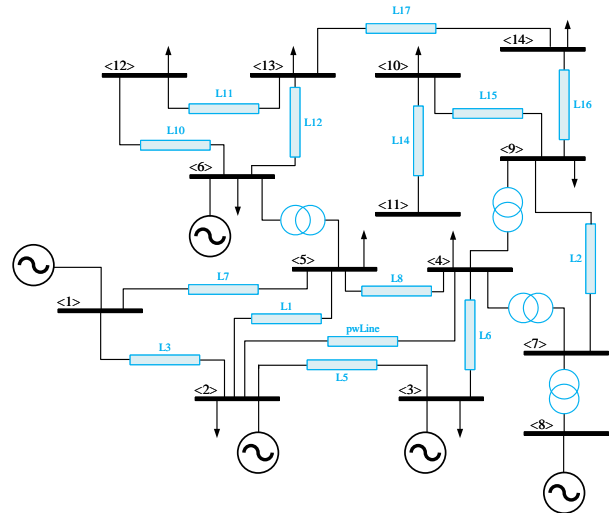 L17
<14>
<12>
<13>
<10>
L11
L15
L16
L12
L10
L14
<9>
<6>
<11>
L2
<5>
<4>
L7
L8
<1>
L1
L6
pwLine
<7>
L3
L5
<2>
<3>
<8>